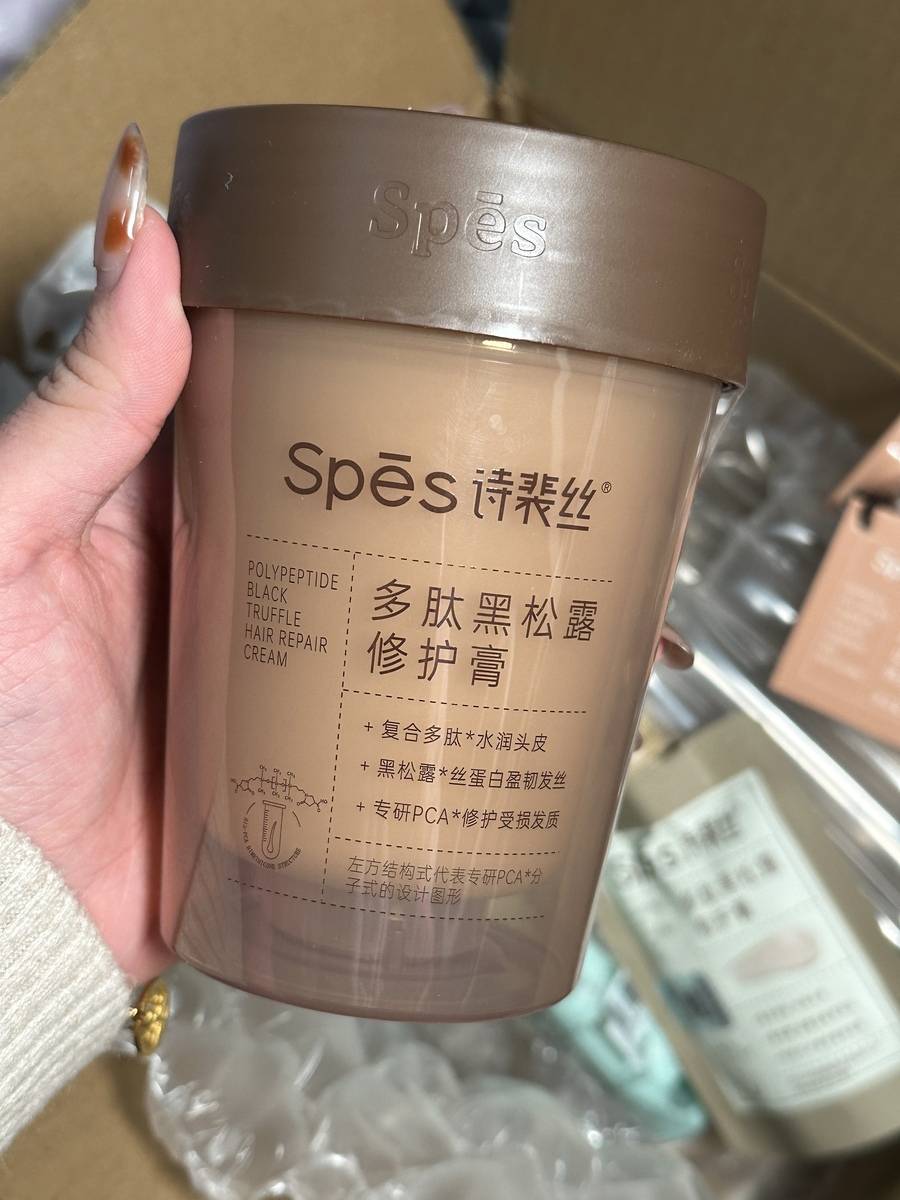 Spēs
Spēs 诗裴丝®
POLYPEPTIDE
BLACK
TRUFFLE
HAIR REPAIR
CREAM
多肽黑松露
修护膏
+ 复合多肽*水润头皮
+ 黑松露*丝蛋白盈韧发丝
+ 专研PCA*修护受损发质
左方结构式代表专研PCA*分
子式的设计图形